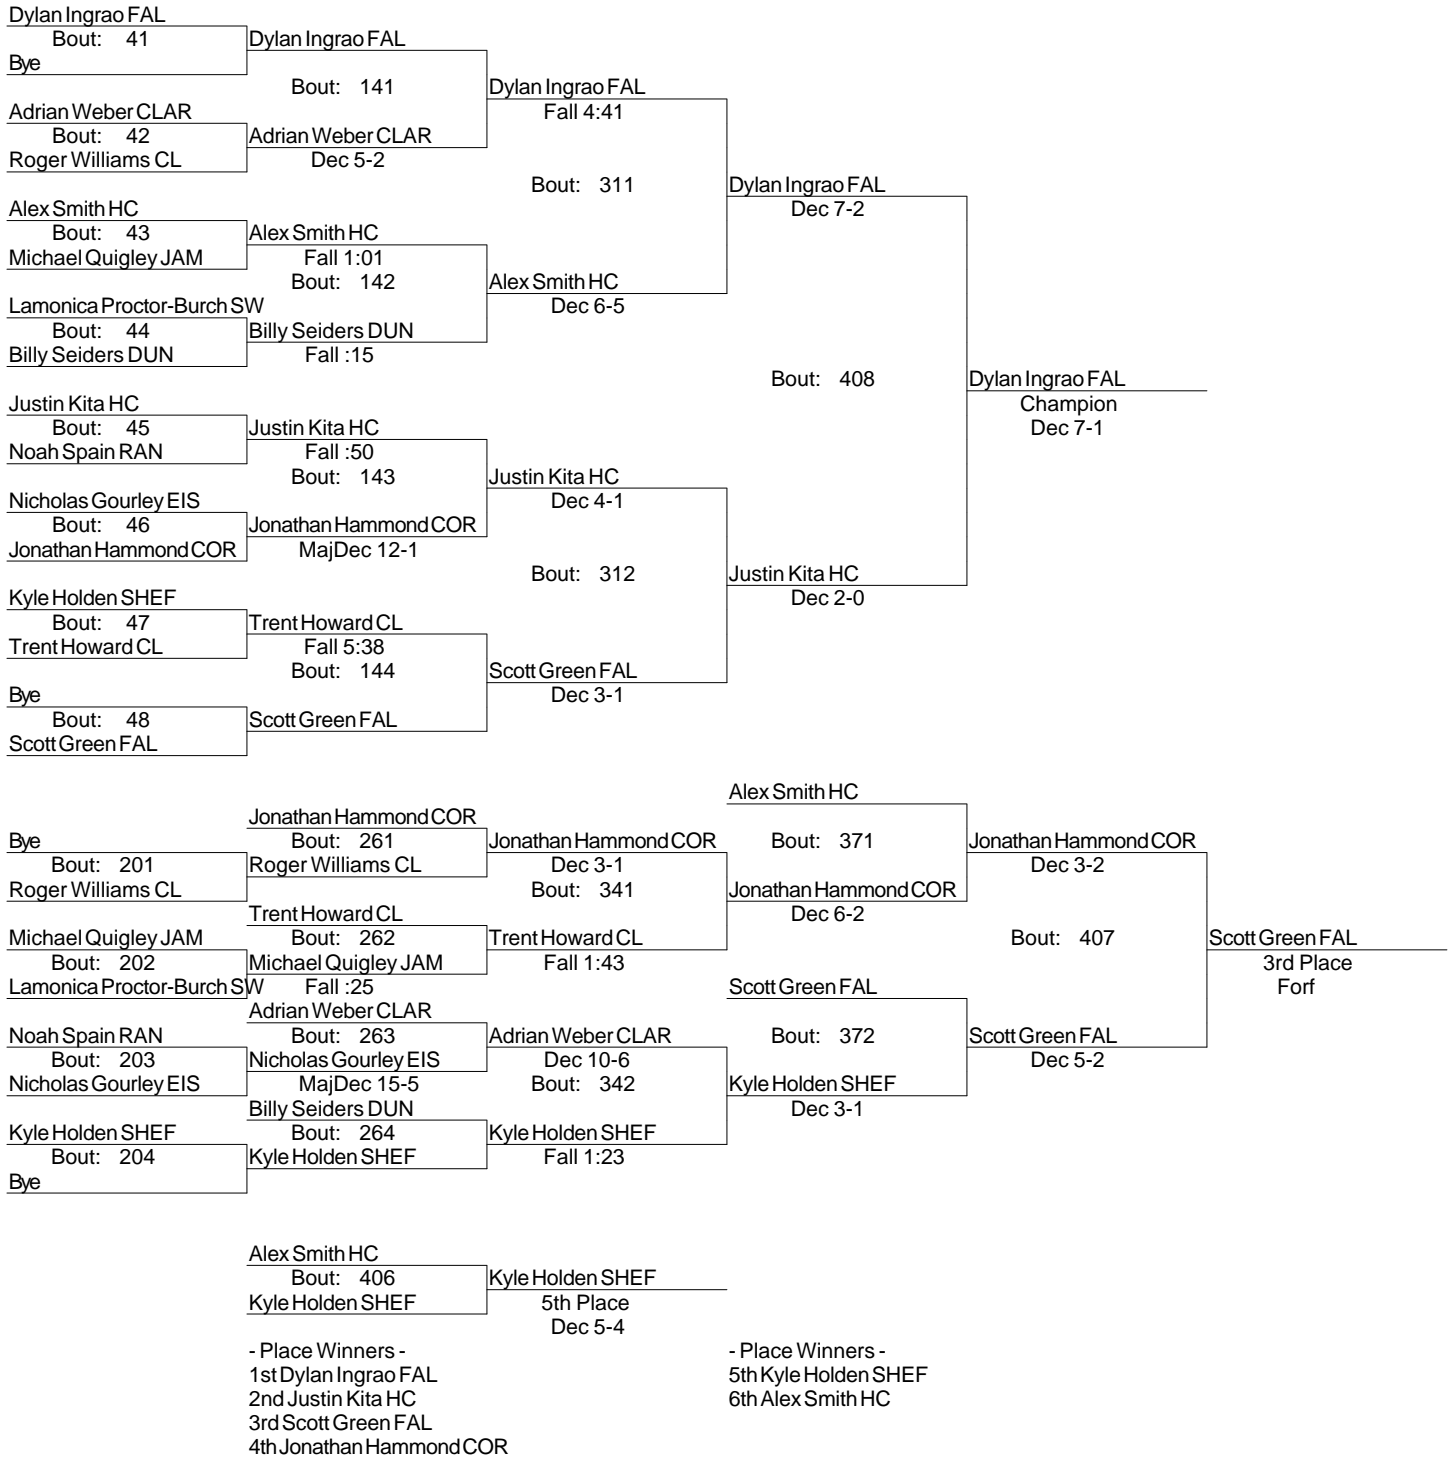 Dylan Ingrao FAL
Bout: 41
Dylan Ingrao FAL
Bye
Bout: 141
Dylan Ingrao FAL
Adrian Weber CLAR
Fall 4:41
Bout: 42
Adrian Weber CLAR
Roger Williams CL
Dec 5-2
Bout: 311
Dylan Ingrao FAL
Alex Smith HC
Dec 7-2
Bout: 43
Alex Smith HC
Michael Quigley JAM
Fall 1:01
Bout: 142
Alex Smith HC
Lamonica Proctor-Burch SW
Dec 6-5
Bout: 44
Billy Seiders DUN
Billy Seiders DUN
Fall :15
Bout: 408
Dylan Ingrao FAL
Justin Kita HC
Champion
Bout: 45
Justin Kita HC
Dec 7-1
Noah Spain RAN
Fall :50
Bout: 143
Justin Kita HC
Nicholas Gourley EIS
Dec 4-1
Bout: 46
Jonathan Hammond COR
Jonathan Hammond COR
MajDec 12-1
Bout: 312
Justin Kita HC
Kyle Holden SHEF
Dec 2-0
Bout: 47
Trent Howard CL
Trent Howard CL
Fall 5:38
Bout: 144
Scott Green FAL
Bye
Dec 3-1
Bout: 48
Scott Green FAL
Scott Green FAL
Alex Smith HC
Jonathan Hammond COR
Bye
Bout: 261
Jonathan Hammond COR
Bout: 371
Jonathan Hammond COR
Bout: 201
Roger Williams CL
Dec 3-1
Dec 3-2
Roger Williams CL
Bout: 341
Jonathan Hammond COR
Trent Howard CL
Dec 6-2
Michael Quigley JAM
Bout: 262
Trent Howard CL
Bout: 407
Scott Green FAL
Bout: 202
Michael Quigley JAM
Fall 1:43
3rd Place
Lamonica Proctor-Burch SW
Fall :25
Scott Green FAL
Forf
Adrian Weber CLAR
Noah Spain RAN
Bout: 263
Adrian Weber CLAR
Bout: 372
Scott Green FAL
Bout: 203
Nicholas Gourley EIS
Dec 10-6
Dec 5-2
Nicholas Gourley EIS
MajDec 15-5
Bout: 342
Kyle Holden SHEF
Billy Seiders DUN
Dec 3-1
Kyle Holden SHEF
Bout: 264
Kyle Holden SHEF
Bout: 204
Kyle Holden SHEF
Fall 1:23
Bye
Alex Smith HC
Bout: 406
Kyle Holden SHEF
Kyle Holden SHEF
5th Place
Dec 5-4
- Place Winners -
1st Dylan Ingrao FAL
2nd Justin Kita HC
3rd Scott Green FAL
4th Jonathan Hammond COR
- Place Winners -
5th Kyle Holden SHEF
6th Alex Smith HC